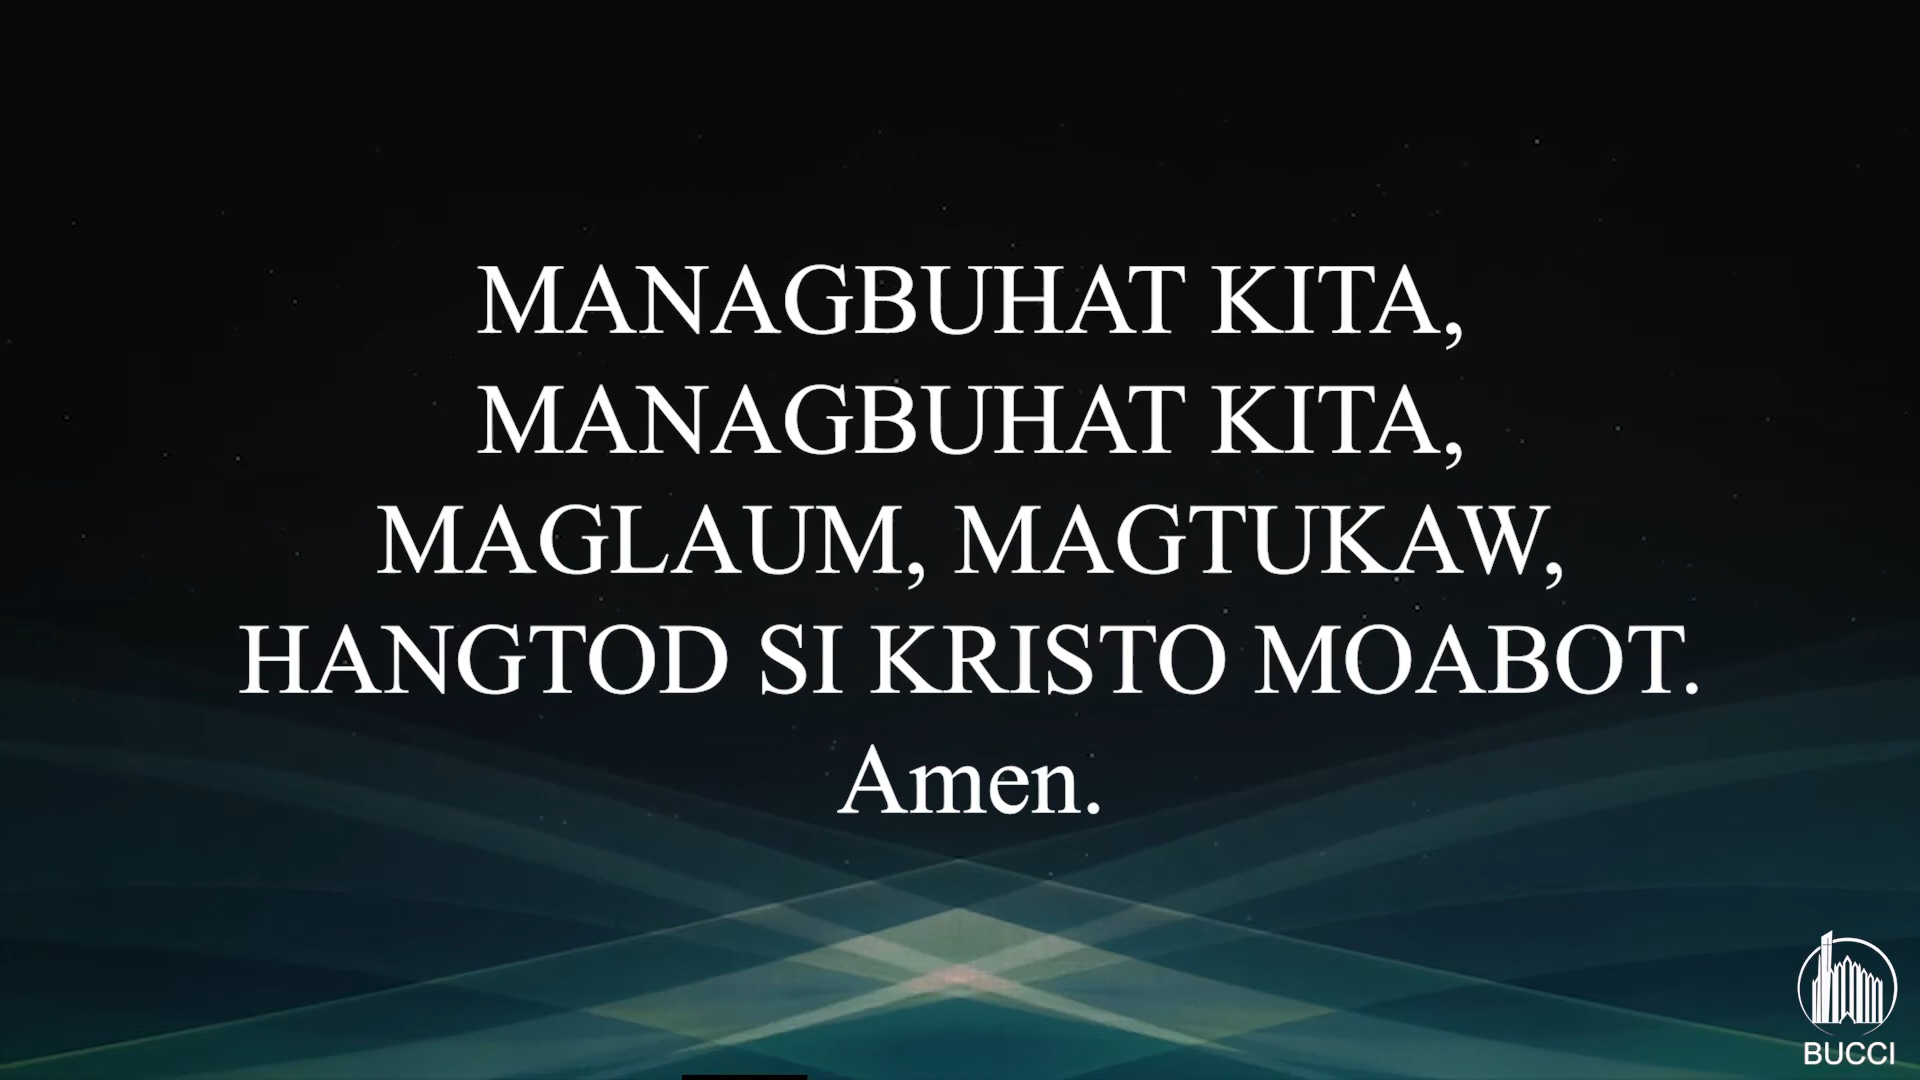 MANAGBUHAT KITA,
MANAGBUHAT KITA,
MAGLAUM, MAGTUKAW,
HANGTOD SI KRISTO MOABOT.
Amen.
BUCCI